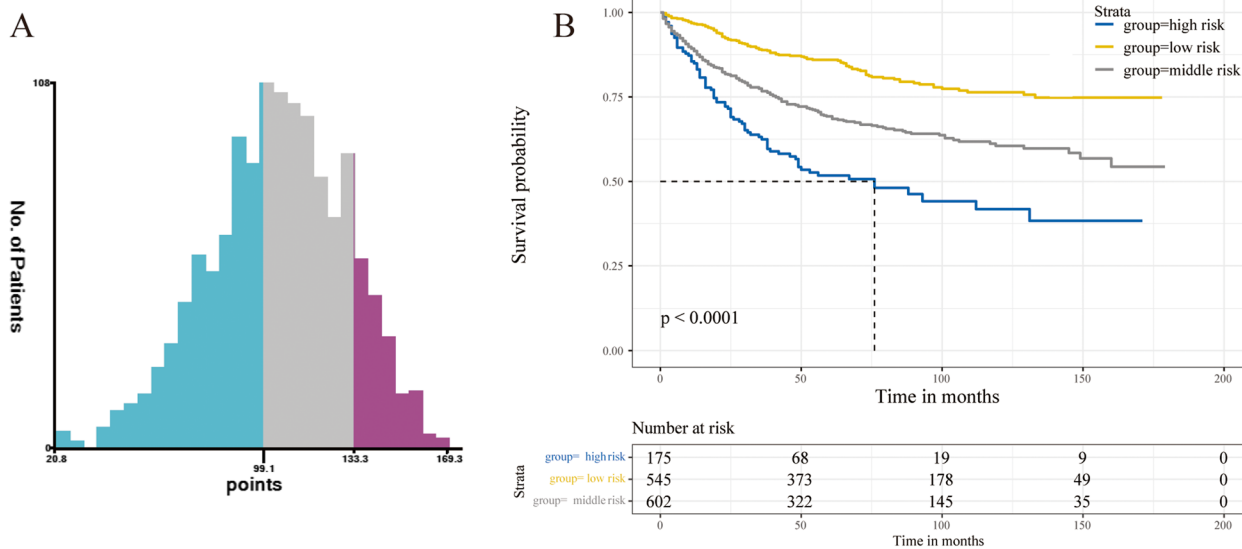 A
108
No. of Patients
0
20.8
99.1
133.3
169.3
points
B
Strata
group=high risk
group=low risk
group=middle risk
1.00
0.75
0.50
0.25
0.00
Survival probability
p < 0.0001
0 50 100 150 200
Time in months
Number at risk
Strata
group= high risk 175 68 19 9 0
group= low risk 545 373 178 49 0
group= middle risk 602 322 145 35 0
0 50 100 150 200
Time in months